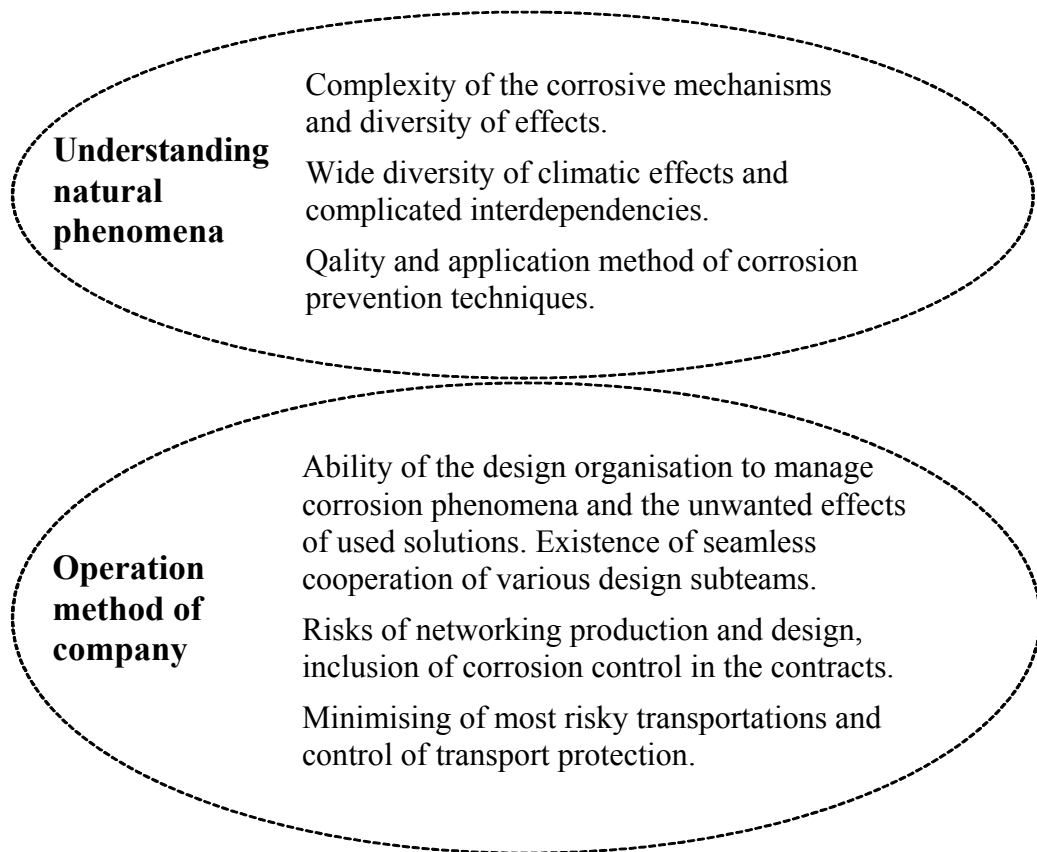 Understanding
natural
phenomena
Complexity of the corrosive mechanisms
and diversity of effects.
Wide diversity of climatic effects and
complicated interdependencies.
Qality and application method of corrosion
prevention techniques.
Operation
method of
company
Ability of the design organisation to manage
corrosion phenomena and the unwanted effects
of used solutions. Existence of seamless
cooperation of various design subteams.
Risks of networking production and design,
inclusion of corrosion control in the contracts.
Minimising of most risky transportations and
control of transport protection.